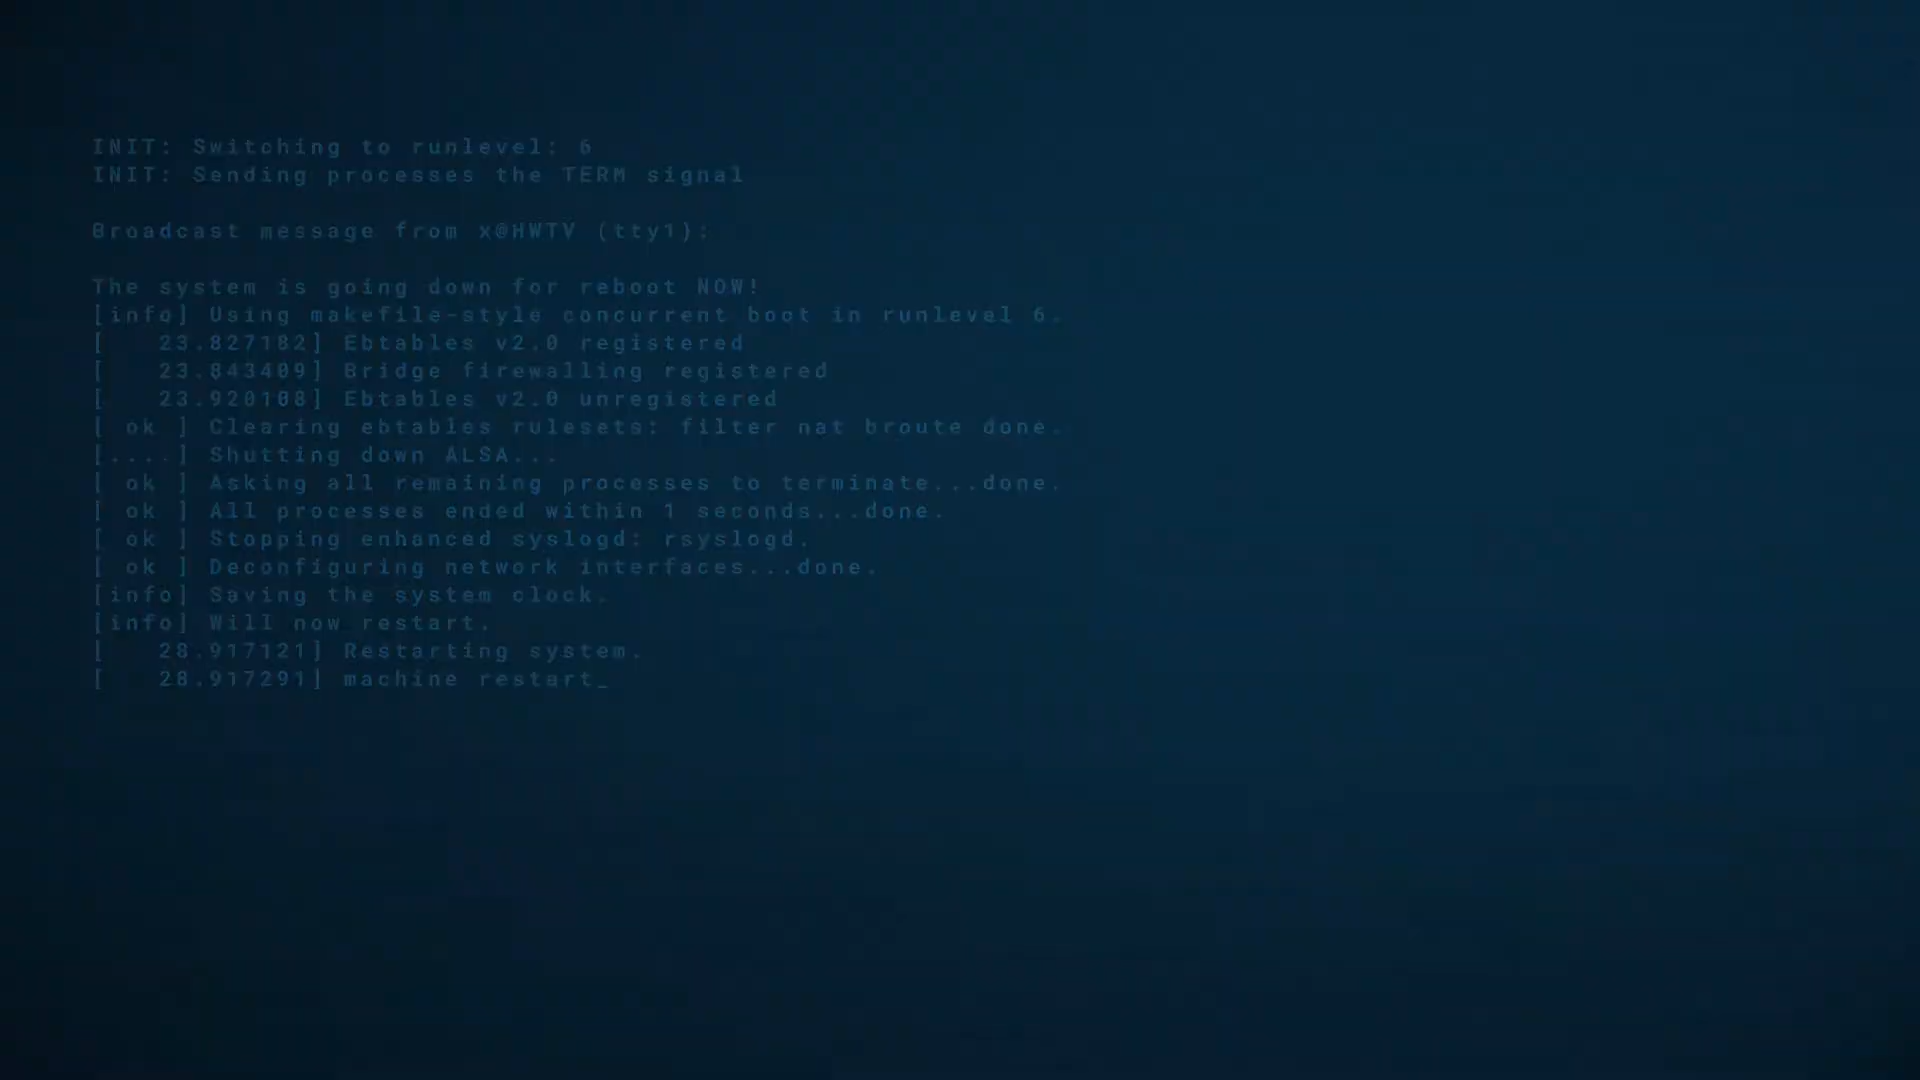 INIT: Switching to runlevel: 6
INIT: Sending processes the TERM signal
Broadcast message from x@HWTV (tty1):
The system is going down for reboot NOW!
[info] Using makefile-style concurrent boot in runlevel 6.
[   23.827182] Ebtables v2.0 registered
[   23.843409] Bridge firewalling registered
[   23.920108] Ebtables v2.0 unregistered
[ ok ] Clearing ebtables rulesets: filter nat broute done.
[....] Shutting down ALSA...
[ ok ] Asking all remaining processes to terminate...done.
[ ok ] All processes ended within 1 seconds...done.
[ ok ] Stopping enhanced syslogd: rsyslogd.
[ ok ] Deconfiguring network interfaces...done.
[info] Saving the system clock.
[info] Will now restart.
[   28.917121] Restarting system.
[   28.917291] machine restart_